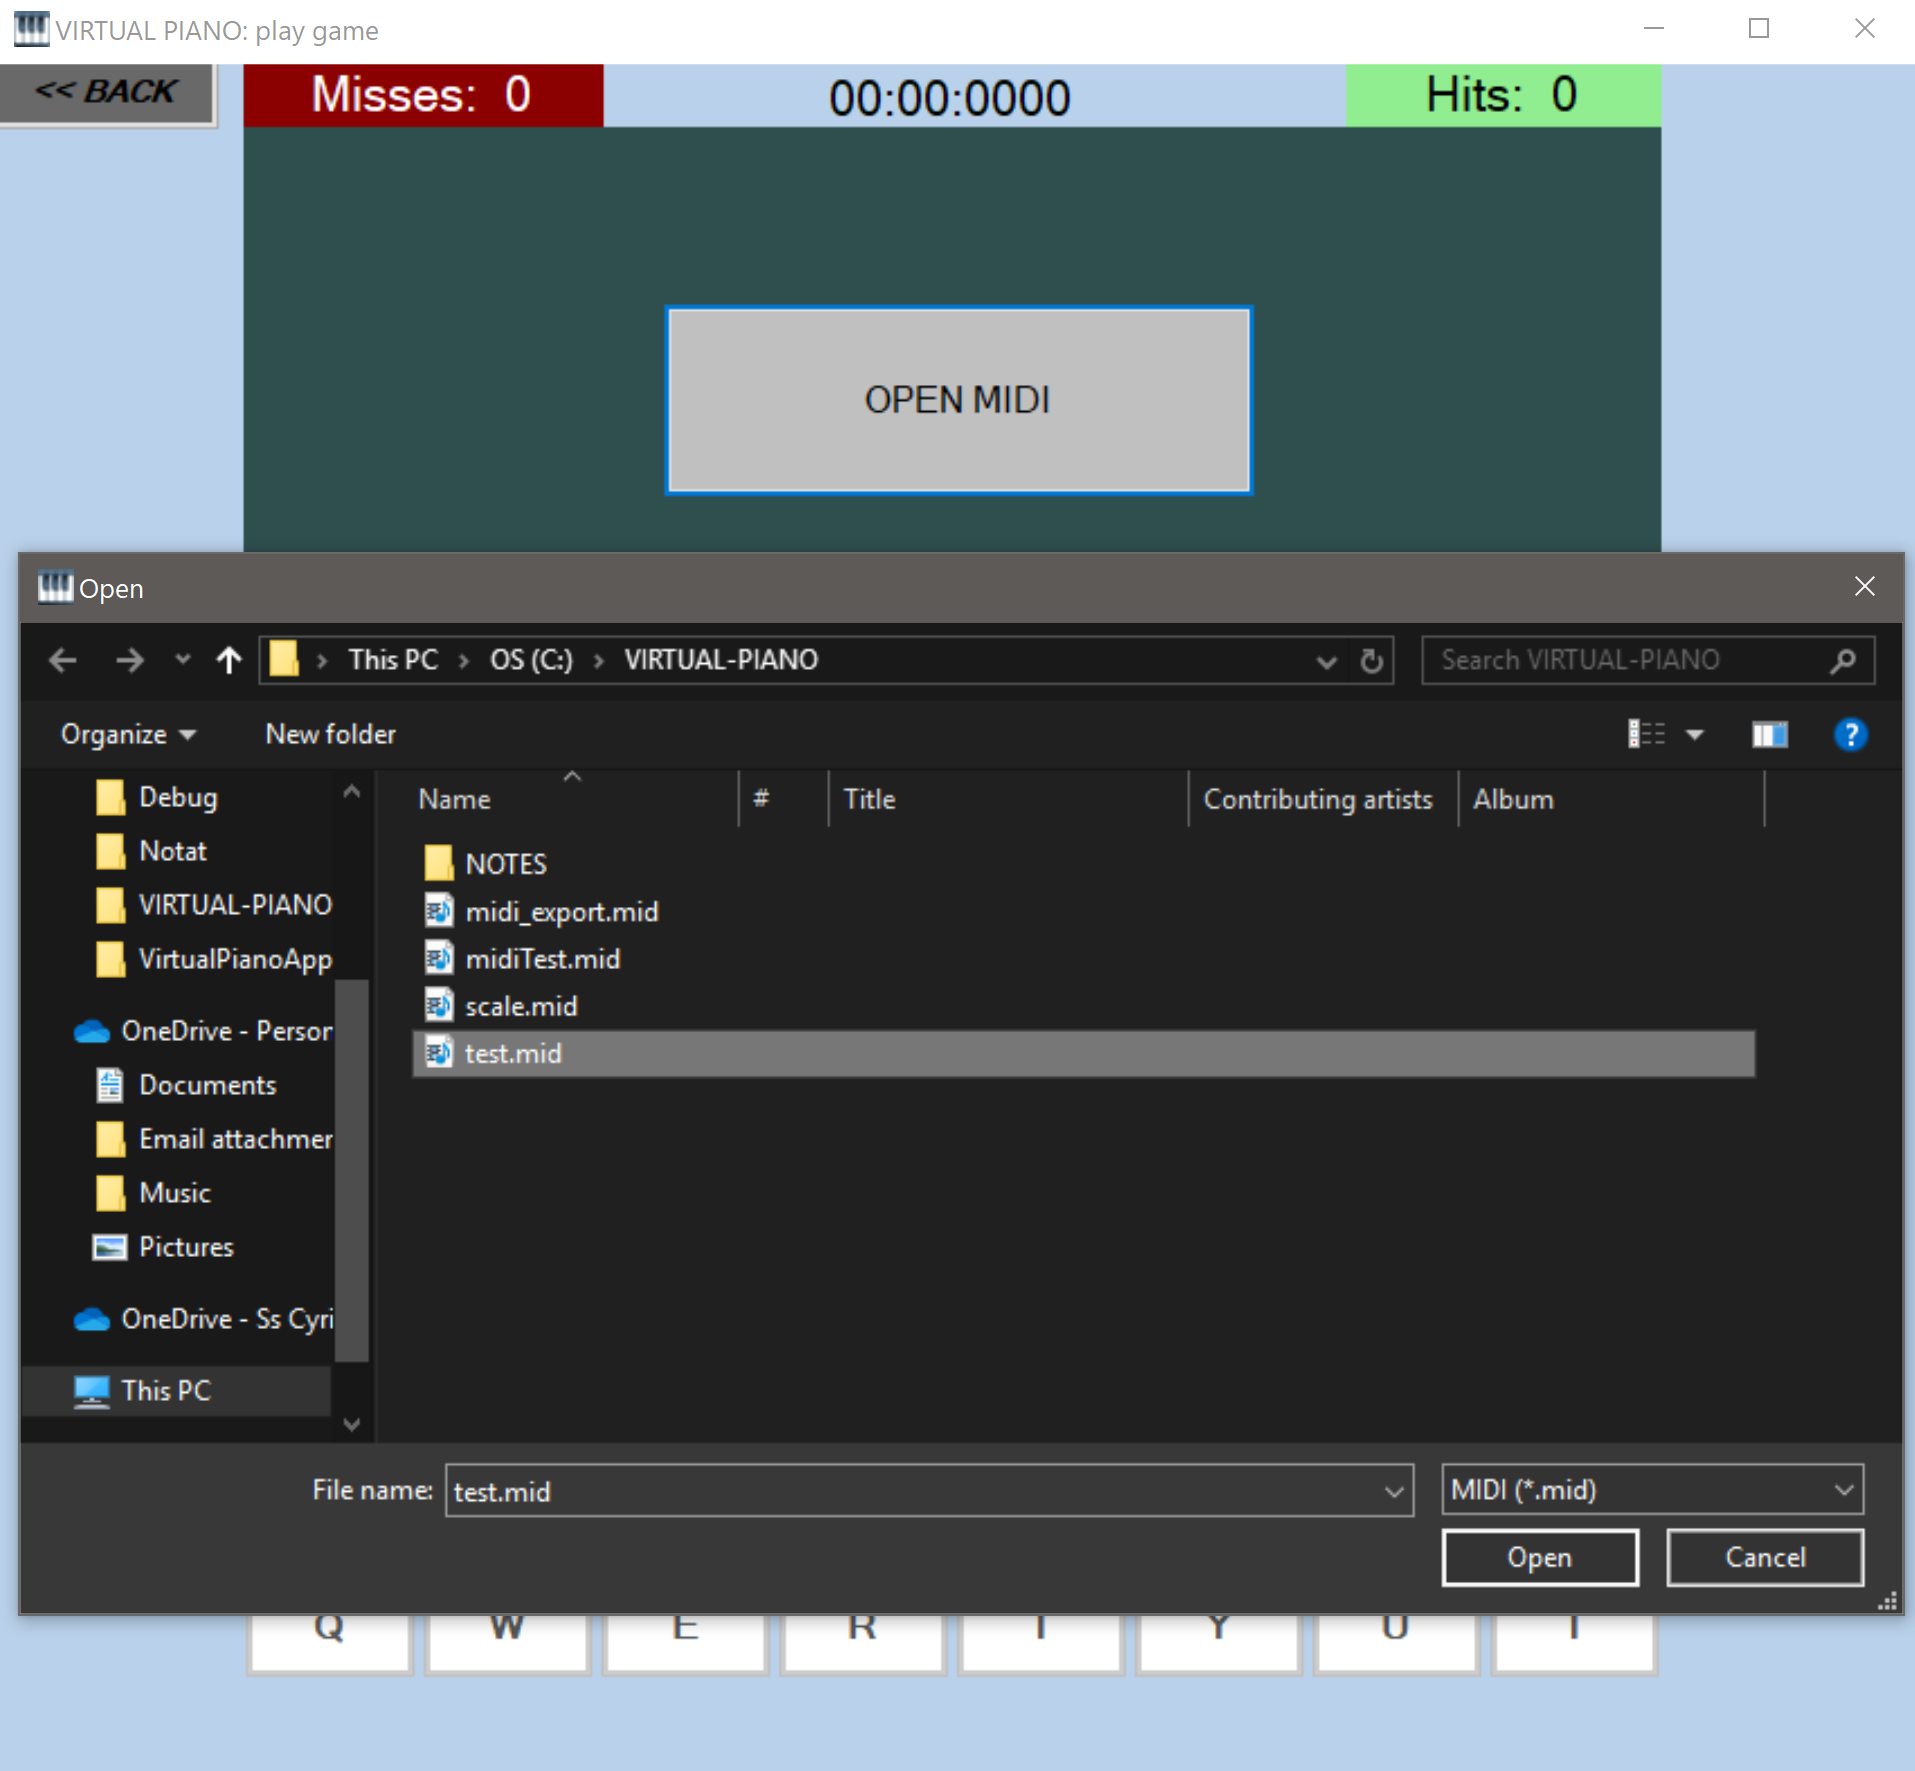 VIRTUAL PIANO: play game
<< BACK
Misses: 0
00:00:0000
Hits: 0
OPEN MIDI
Open
This PC > OS (C:) > VIRTUAL-PIANO
Search VIRTUAL-PIANO
Organize
New folder
?
Debug
Notat
VIRTUAL-PIANO
VirtualPianoApp
OneDrive - Person
Documents
Email attachmen
Music
Pictures
OneDrive - Ss Cyri
This PC
Name
#
Title
Contributing artists
Album
NOTES
midi_export.mid
midiTest.mid
scale.mid
test.mid
File name: test.mid
MIDI (*.mid)
Open
Cancel
Q W E R T Y U I